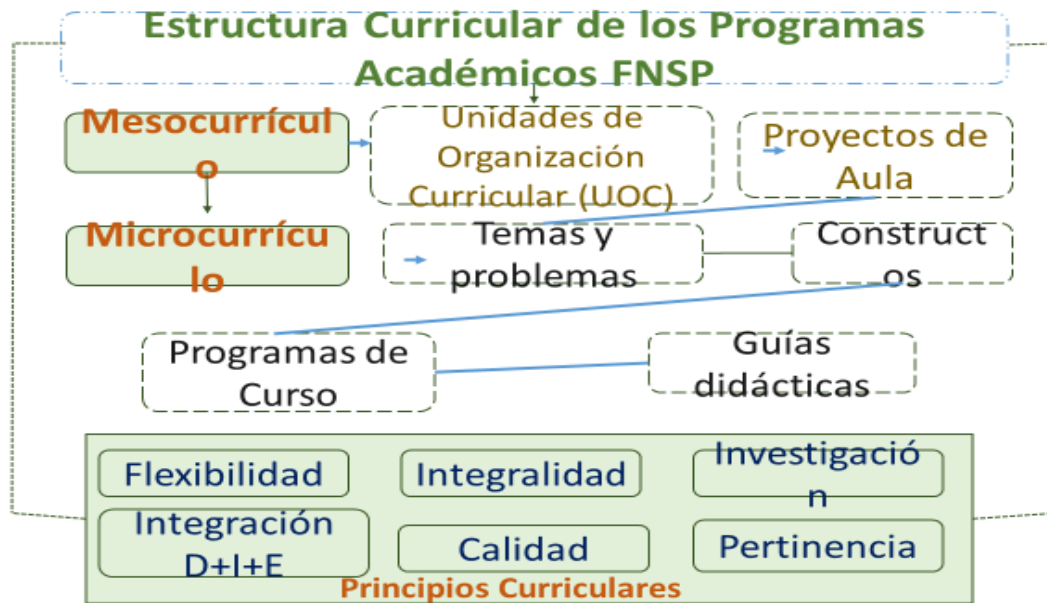 Estructura Curricular de los Programas
Académicos FNSP
Mesocurrícul
o
Unidades de
Organización
Curricular (UOC)
Proyectos de
Aula
Microcurrícu
lo
Temas y
problemas
Construct
os
Programas de
Curso
Guías
didácticas
Flexibilidad
Integralidad
Investigació
n
Integración
D+I+E
Calidad
Pertinencia
Principios Curriculares